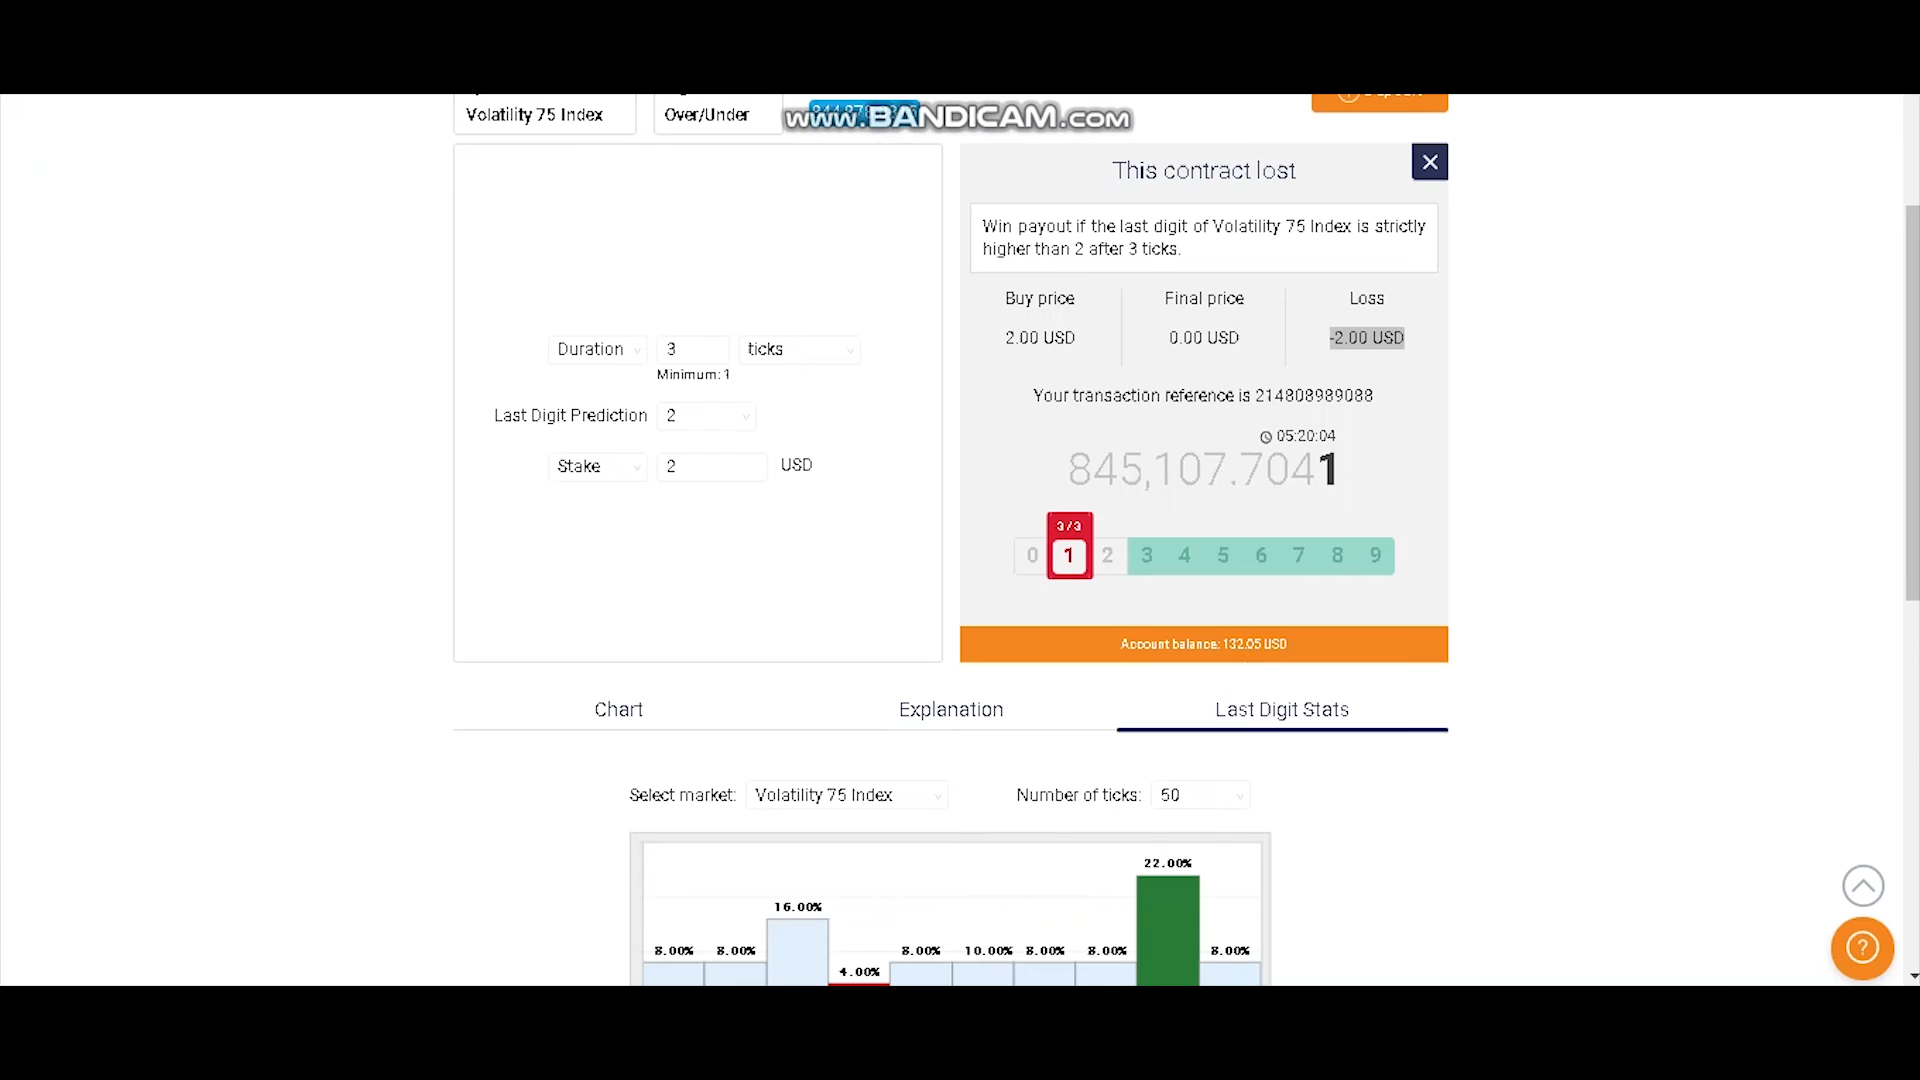 Volatility 75 Index
Over/Under
www.BANDICAM.com
This contract lost
Win payout if the last digit of Volatility 75 Index is strictly
higher than 2 after 3 ticks.
Buy price
Final price
Loss
2.00 USD
0.00 USD
-2.00 USD
Your transaction reference is 214808989088
05:20:04
845,107.7041
3/3
0 1 2 3 4 5 6 7 8 9
Account balance: 132.05 USD
Duration 3 ticks
Minimum: 1
Last Digit Prediction 2
Stake 2 USD
Chart
Explanation
Last Digit Stats
Select market: Volatility 75 Index
Number of ticks: 50
22.00%
16.00%
8.00% 8.00% 8.00% 10.00% 8.00% 8.00% 8.00%
4.00%
?